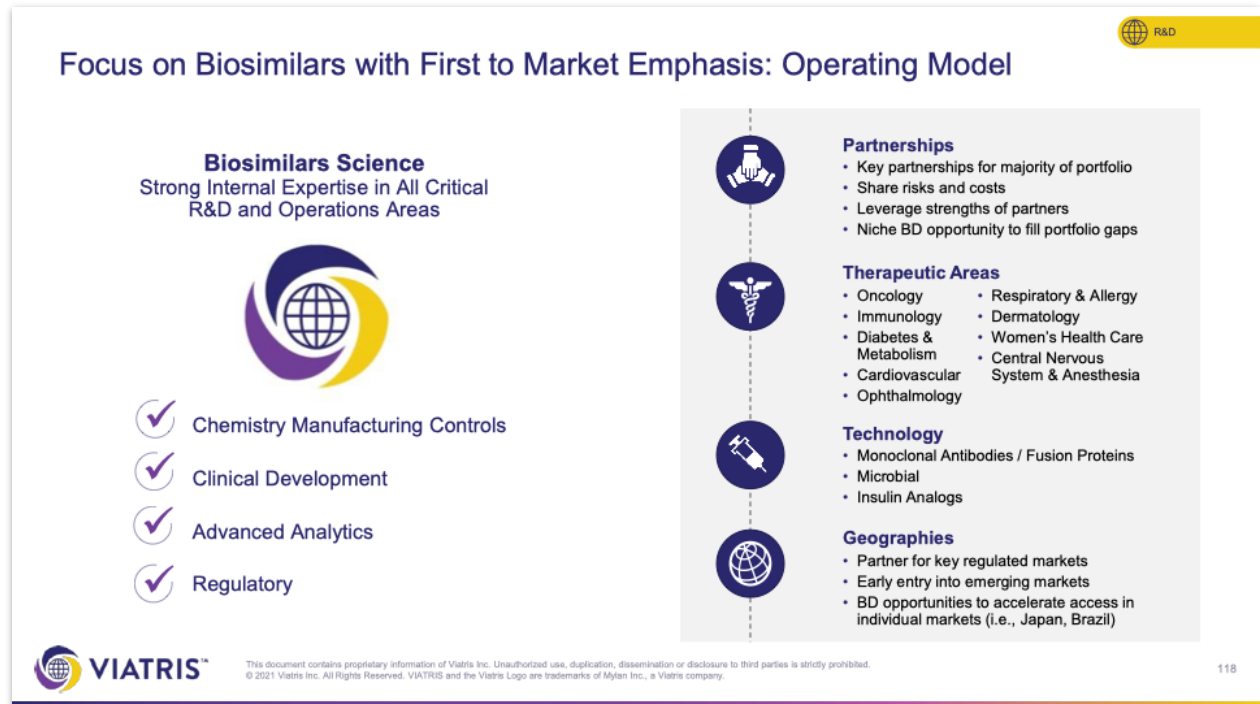 R&D
Focus on Biosimilars with First to Market Emphasis: Operating Model
Biosimilars Science
Strong Internal Expertise in All Critical
R&D and Operations Areas
Chemistry Manufacturing Controls
Clinical Development
Advanced Analytics
Regulatory
Partnerships
• Key partnerships for majority of portfolio
• Share risks and costs
• Leverage strengths of partners
• Niche BD opportunity to fill portfolio gaps
Therapeutic Areas
• Oncology
• Immunology
• Diabetes &
Metabolism
• Cardiovascular
• Ophthalmology
• Respiratory & Allergy
• Dermatology
• Women's Health Care
• Central Nervous
System & Anesthesia
Technology
• Monoclonal Antibodies / Fusion Proteins
• Microbial
• Insulin Analogs
Geographies
• Partner for key regulated markets
• Early entry into emerging markets
• BD opportunities to accelerate access in
individual markets (i.e., Japan, Brazil)
VIATRIS™
This document contains proprietary information of Viatris Inc. Unauthorized use, duplication, dissemination or disclosure to third parties is strictly prohibited.
© 2021 Viatris Inc. All Rights Reserved. VIATRIS and the Viatris Logo are trademarks of Mylan Inc., a Viatris company.
118